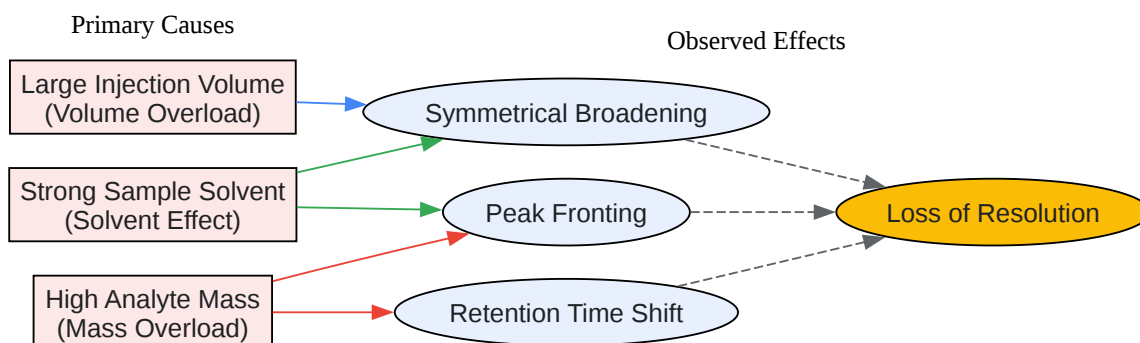 Primary Causes
Observed Effects
Large Injection Volume
(Volume Overload)
Symmetrical Broadening
Strong Sample Solvent
(Solvent Effect)
Peak Fronting
Loss of Resolution
High Analyte Mass
(Mass Overload)
Retention Time Shift